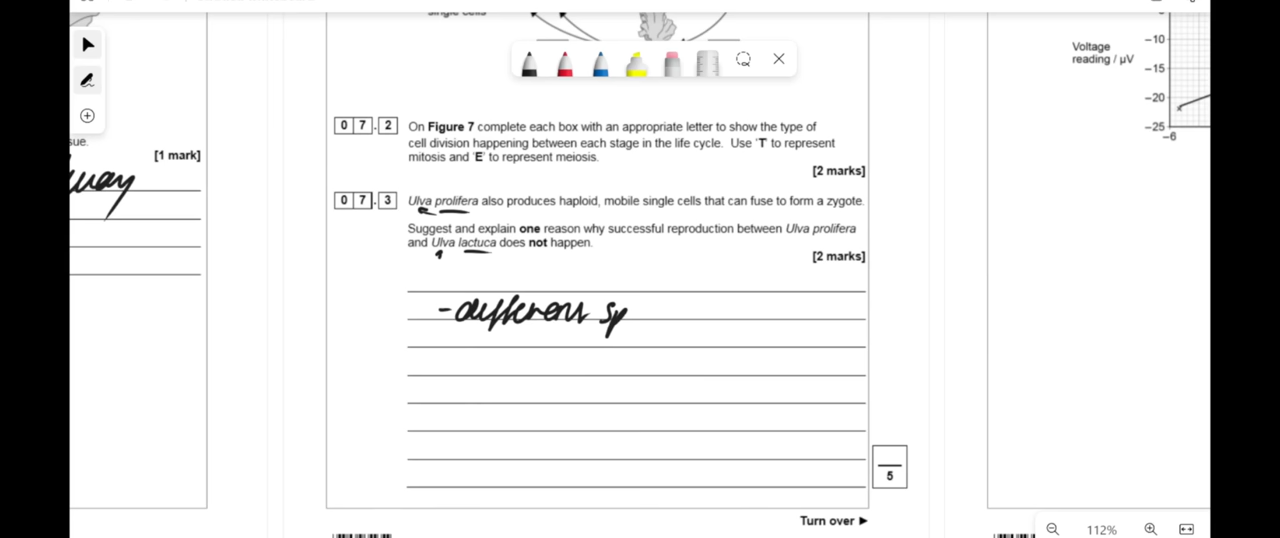 single cells
Voltage
reading / µV
-10
-15
-20
-25
-6
sue.
[1 mark]
way
0 7 . 2 On Figure 7 complete each box with an appropriate letter to show the type of
cell division happening between each stage in the life cycle. Use 'T' to represent
mitosis and 'E' to represent meiosis.
[2 marks]
0 7 . 3 Ulva prolifera also produces haploid, mobile single cells that can fuse to form a zygote.
Suggest and explain one reason why successful reproduction between Ulva prolifera
and Ulva lactuca does not happen.
[2 marks]
- different sp
5
Turn over ►
112%